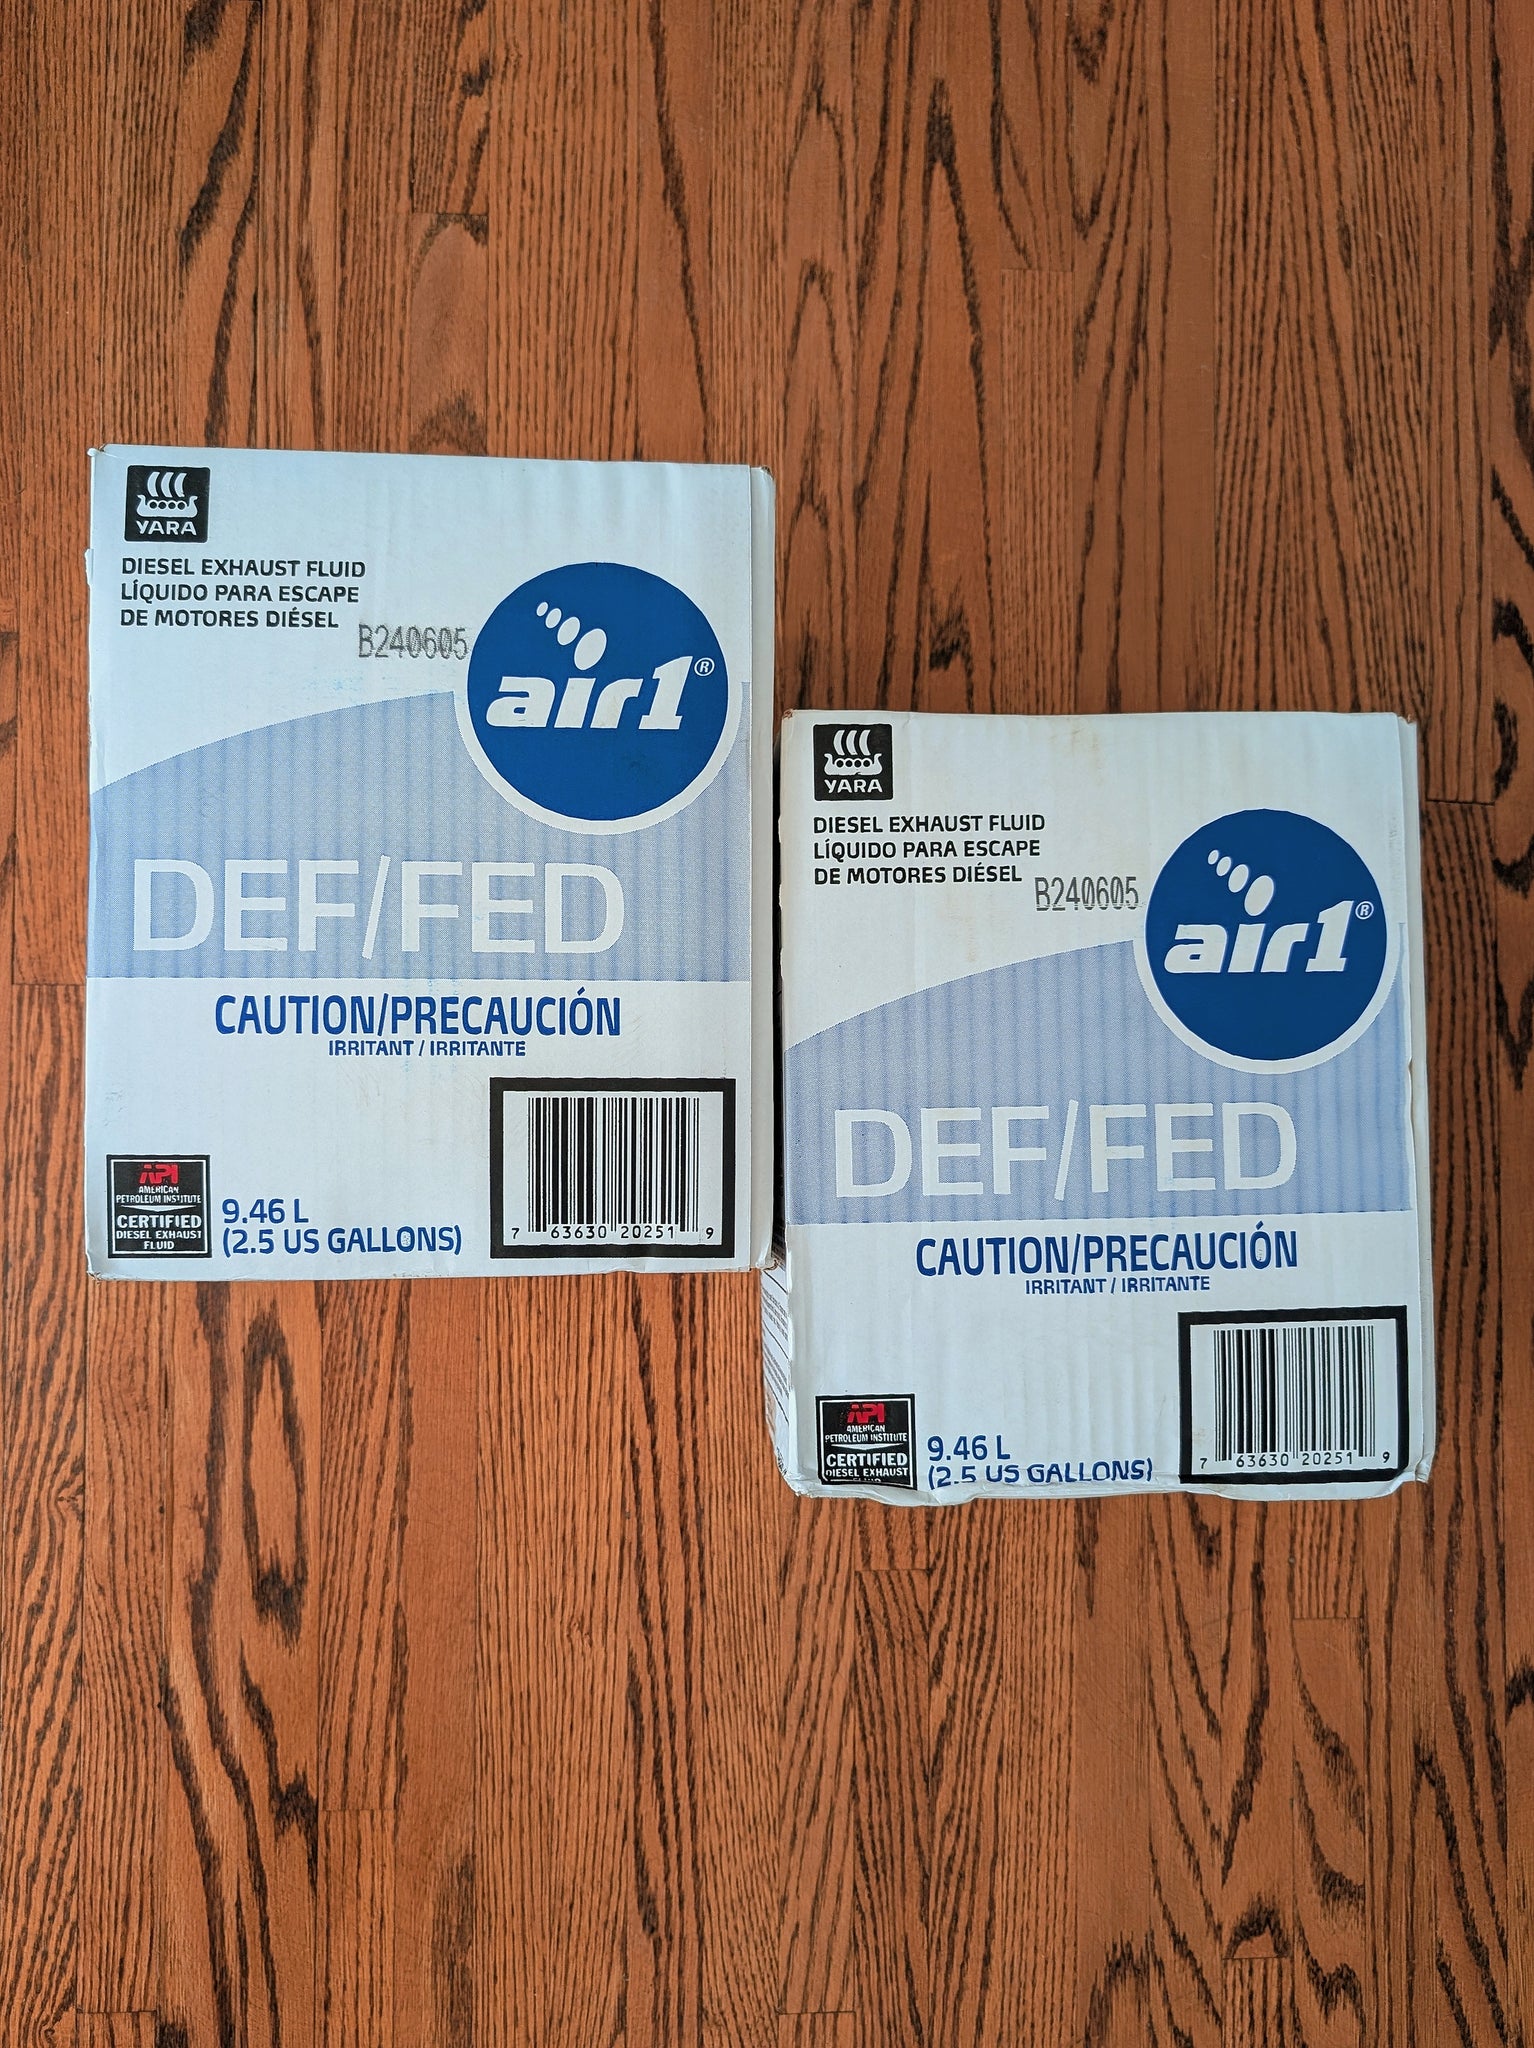 YARA
DIESEL EXHAUST FLUID
LÍQUIDO PARA ESCAPE
DE MOTORES DIÉSEL
B240605
air1®
DEF/FED
CAUTION/PRECAUCIÓN
IRRITANT / IRRITANTE
API
AMERICAN
PETROLEUM INSTITUTE
CERTIFIED
DIESEL EXHAUST
FLUID
9.46 L
(2.5 US GALLONS)
7 63630 20251 9
YARA
DIESEL EXHAUST FLUID
LÍQUIDO PARA ESCAPE
DE MOTORES DIÉSEL
B240605
air1®
DEF/FED
CAUTION/PRECAUCIÓN
IRRITANT / IRRITANTE
API
AMERICAN
PETROLEUM INSTITUTE
CERTIFIED
DIESEL EXHAUST
9.46 L
(2.5 US GALLONS)
7 63630 20251 9